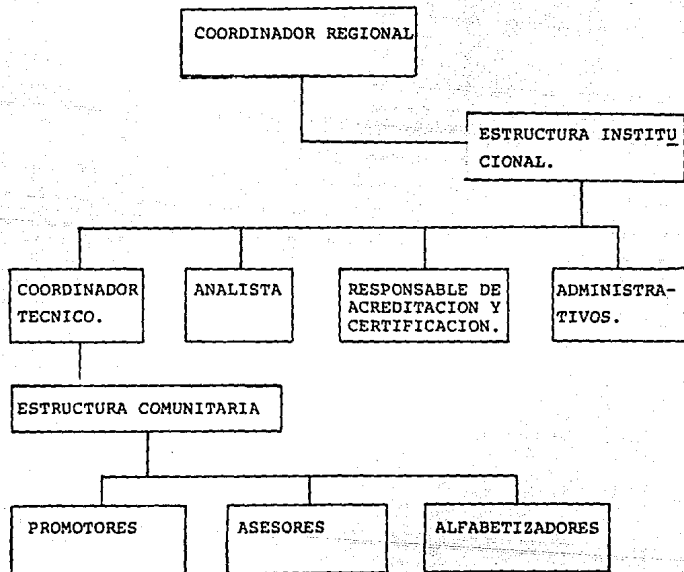 COORDINADOR REGIONAL
ESTRUCTURA INSTITU
CIONAL.
COORDINADOR
TECNICO.
ANALISTA
RESPONSABLE DE
ACREDITACION Y
CERTIFICACION.
ADMINISTRA-
TIVOS.
ESTRUCTURA COMUNITARIA
PROMOTORES
ASESORES
ALFABETIZADORES